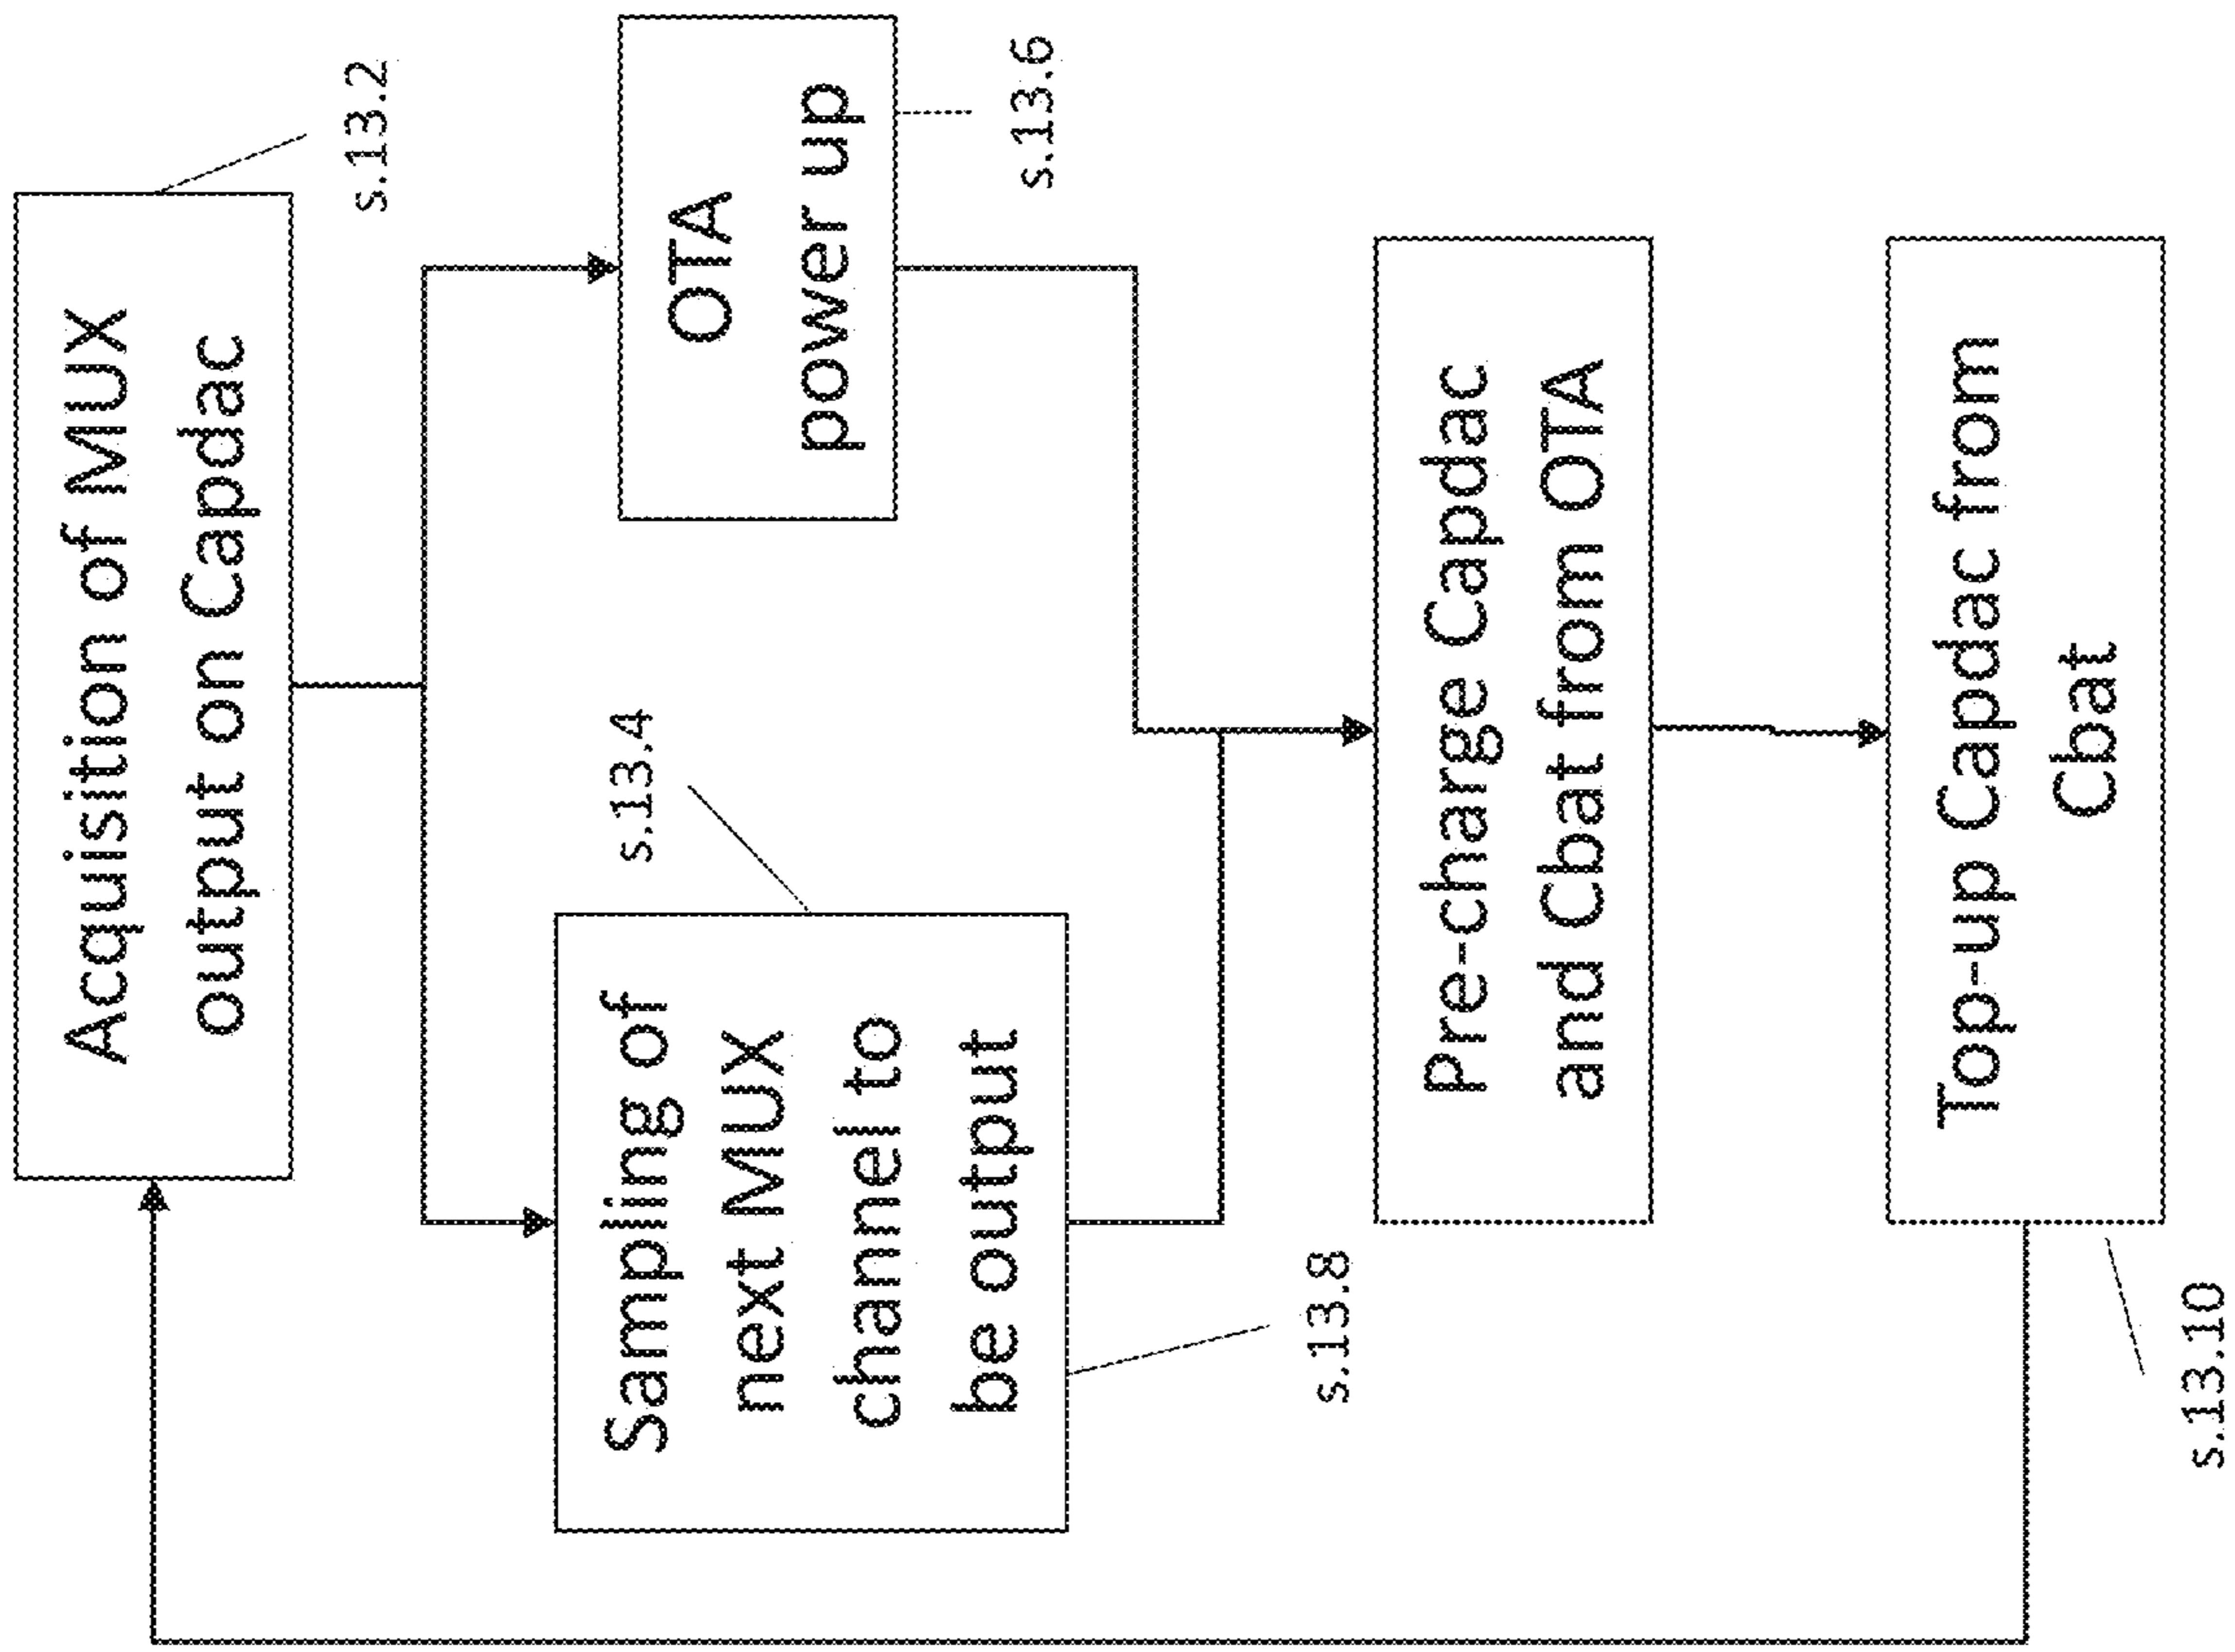 Acquisition of MUX
output on Capdac
s.13.2
s.13.4
Sampling of
next MUX
channel to
be output
OTA
power up
s.13.6
s.13.8
Pre-charge Capdac
and Cbat from OTA
Top-up Capdac from
Cbat
s.13.10